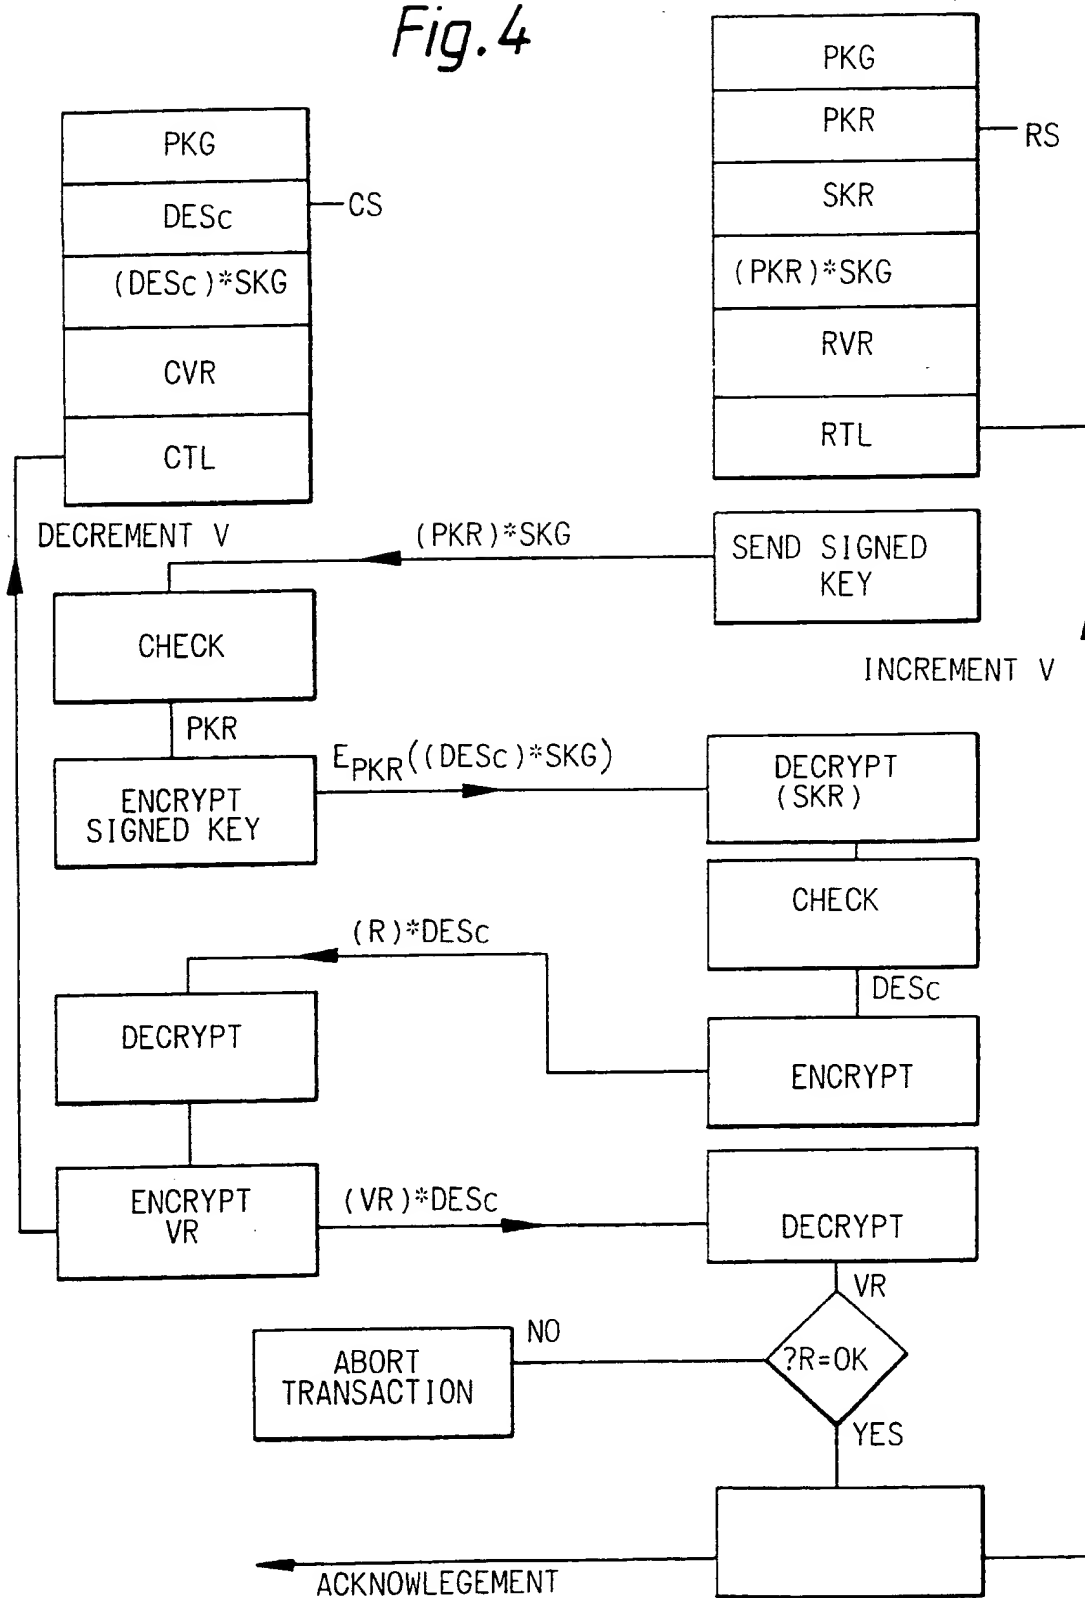 Fig.4
PKG
DESc
(DESc)*SKG
CVR
CTL
CS
PKG
PKR
SKR
(PKR)*SKG
RVR
RTL
RS
DECREMENT V
(PKR)*SKG
SEND SIGNED
KEY
CHECK
INCREMENT V
PKR
ENCRYPT
SIGNED KEY
EPKR((DESc)*SKG)
DECRYPT
(SKR)
CHECK
(R)*DESc
DESc
DECRYPT
ENCRYPT
ENCRYPT
VR
(VR)*DESc
DECRYPT
VR
?R=OK
NO
ABORT
TRANSACTION
YES
ACKNOWLEGEMENT